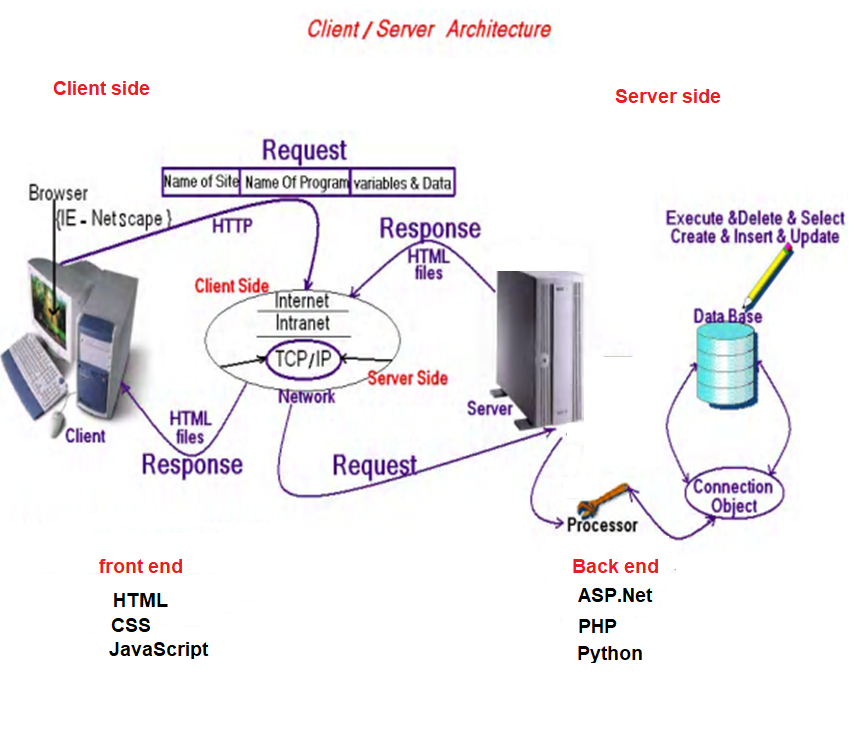 Client / Server Architecture
Client side
Server side
Request
Name of Site Name Of Program variables & Data
Browser
{IE - Netscape }
HTTP
Response
HTML
files
Execute &Delete & Select
Create & Insert & Update
Client Side
Internet
Intranet
TCP/IP
Server Side
Network
Data Base
Server
Client
HTML
files
Response
Request
Connection
Object
Processor
front end
HTML
CSS
JavaScript
Back end
ASP.Net
PHP
Python